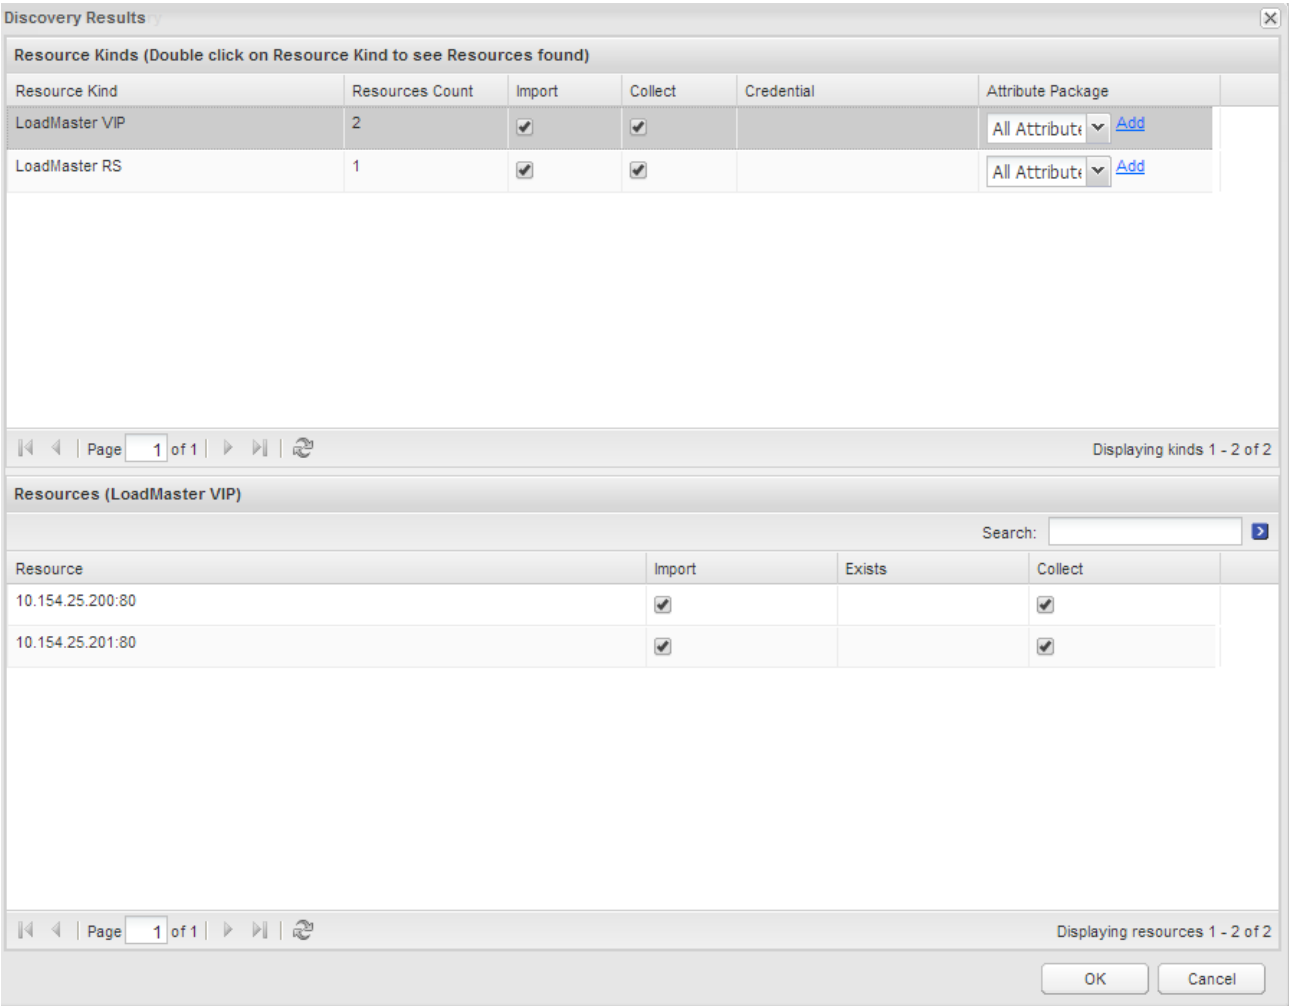 Discovery Results
Resource Kinds (Double click on Resource Kind to see Resources found)
Resource Kind Resources Count Import Collect Credential Attribute Package
LoadMaster VIP 2 All Attribute Add
LoadMaster RS 1 All Attribute Add
Page 1 of 1 Displaying kinds 1 - 2 of 2
Resources (LoadMaster VIP)
Search:
Resource Import Exists Collect
10.154.25.200:80
10.154.25.201:80
Page 1 of 1 Displaying resources 1 - 2 of 2
OK Cancel